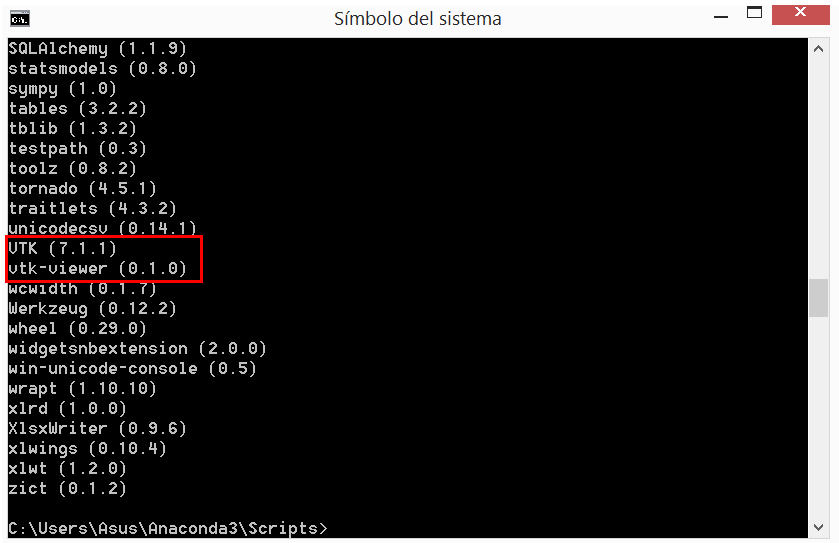 C:\.
Símbolo del sistema
SQLAlchemy (1.1.9)
statsmodels (0.8.0)
sympy (1.0)
tables (3.2.2)
tblib (1.3.2)
testpath (0.3)
toolz (0.8.2)
tornado (4.5.1)
traitlets (4.3.2)
unicodecsv (0.14.1)
VTK (7.1.1)
vtk-viewer (0.1.0)
wcwidth (0.1.7)
Werkzeug (0.12.2)
wheel (0.29.0)
widgetsnbextension (2.0.0)
win-unicode-console (0.5)
wrapt (1.10.10)
xlrd (1.0.0)
XlsxWriter (0.9.6)
xlwings (0.10.4)
xlwt (1.2.0)
zict (0.1.2)
C:\Users\Asus\Anaconda3\Scripts>